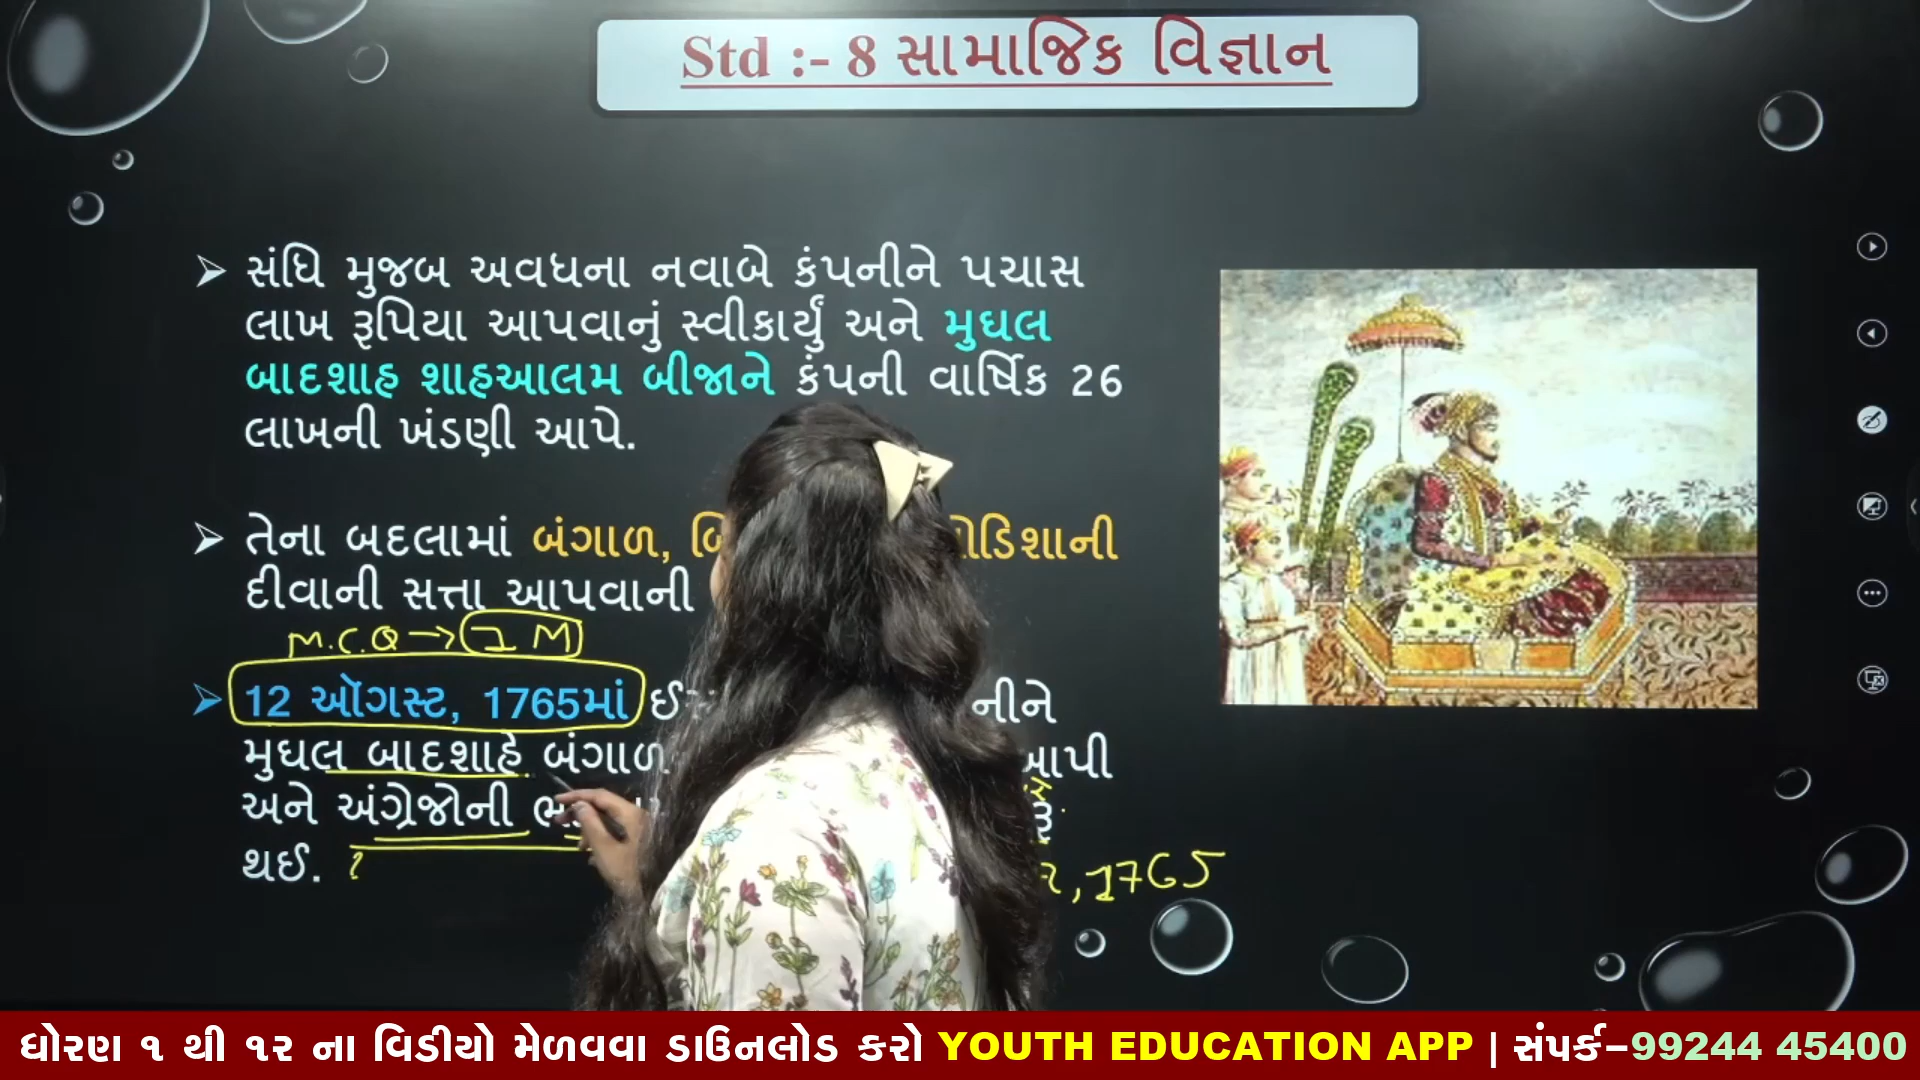 Std :- 8 સામાજિક વિજ્ઞાન
સંધિ મુજબ અવધના નવાબે કંપનીને પચાસ
લાખ રૂપિયા આપવાનું સ્વીકાર્યું અને મુઘલ
બાદશાહ શાહઆલમ બીજાને કંપની વાર્ષિક 26
લાખની ખંડણી આપે.
તેના બદલામાં બંગાળ,
દીવાની સત્તા આપવાની
M.C.Q → 1 M
12 ઑગસ્ટ, 1765માં
મુઘલ બાદશાહે બંગાળ આપી
અને અંગ્રેજોની
થઈ. ? , 1765
ધોરણ ૧ થી ૧૨ ના વિડીયો મેળવવા ડાઉનલોડ કરો YOUTH EDUCATION APP | સંપર્ક-99244 45400